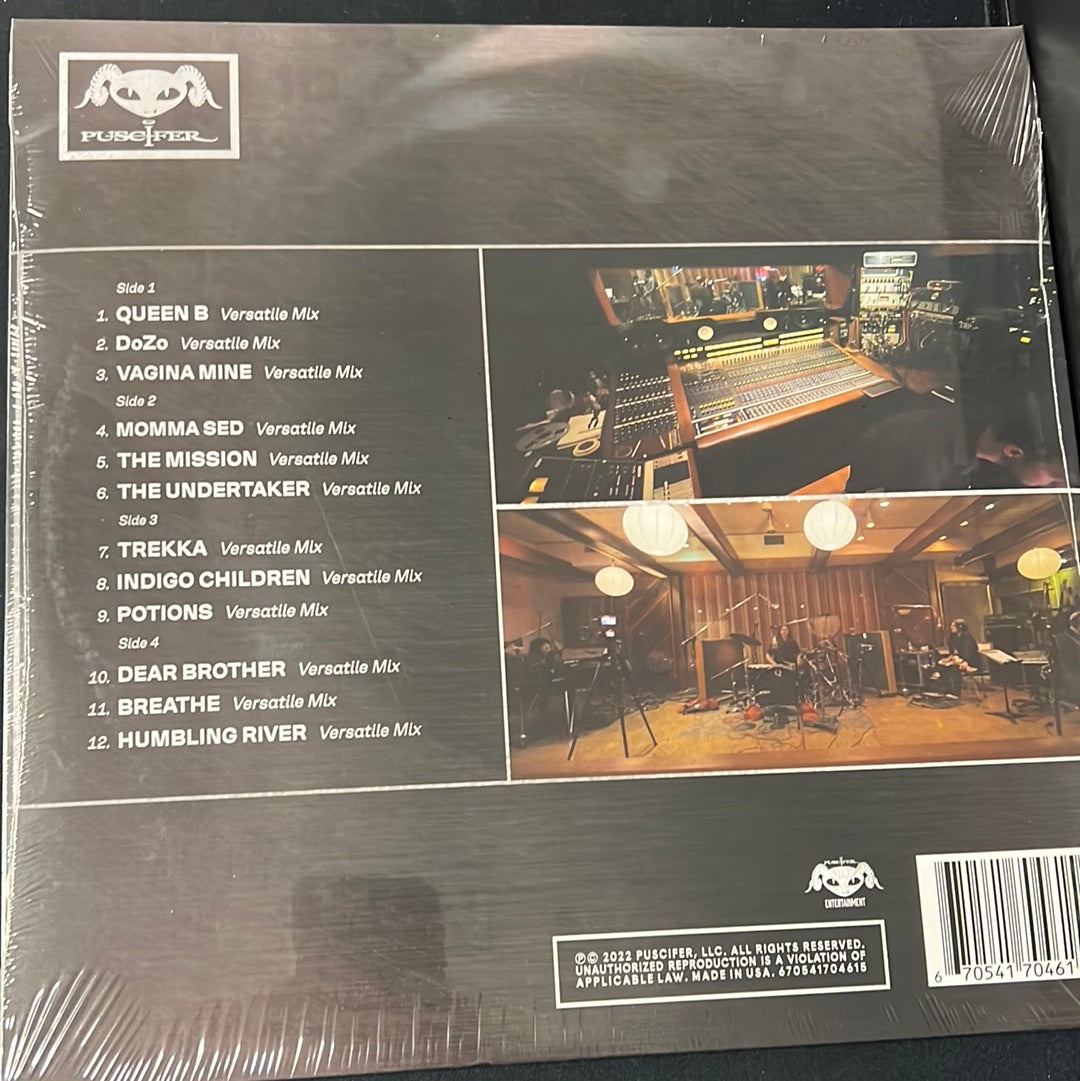 PUSCIFER
Side 1
1. QUEEN B Versatile Mix
2. DoZo Versatile Mix
3. VAGINA MINE Versatile Mix
Side 2
4. MOMMA SED Versatile Mix
5. THE MISSION Versatile Mix
6. THE UNDERTAKER Versatile Mix
Side 3
7. TREKKA Versatile Mix
8. INDIGO CHILDREN Versatile Mix
9. POTIONS Versatile Mix
Side 4
10. DEAR BROTHER Versatile Mix
11. BREATHE Versatile Mix
12. HUMBLING RIVER Versatile Mix
PUSCIFER
ENTERTAINMENT
℗© 2022 PUSCIFER, LLC. ALL RIGHTS RESERVED.
UNAUTHORIZED REPRODUCTION IS A VIOLATION OF
APPLICABLE LAW. MADE IN USA. 670541704615
6 70541 70461